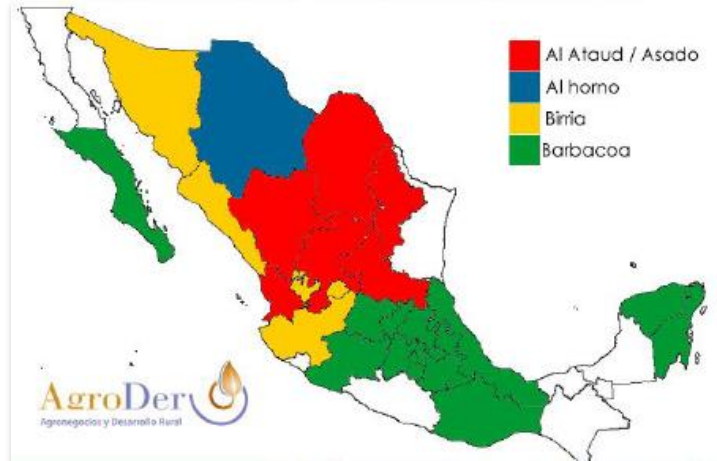 Al Ataud / Asado
Al horno
Birria
Barbacoa
AgroDer
Agronegocios y Desarrollo Rural